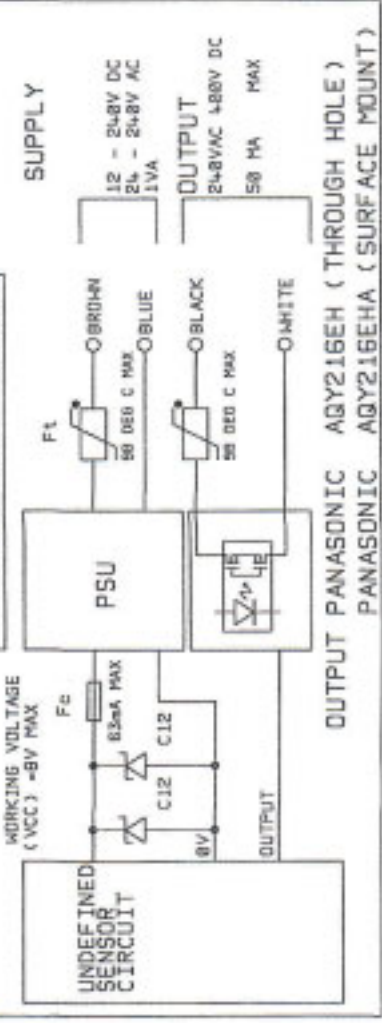 WORKING VOLTAGE
(VCC) =8V MAX
UNDEFINED
SENSOR
CIRCUIT
Fc
63mA MAX
C12
C12
0V
OUTPUT
PSU
Ft
90 DEG C MAX
BROWN
BLUE
90 DEG C MAX
BLACK
WHITE
SUPPLY
12 - 240V DC
24 - 240V AC
1VA
OUTPUT
240VAC 400V DC
50 MA MAX
OUTPUT PANASONIC AQY216EH (THROUGH HOLE)
PANASONIC AQY216EHA (SURFACE MOUNT)